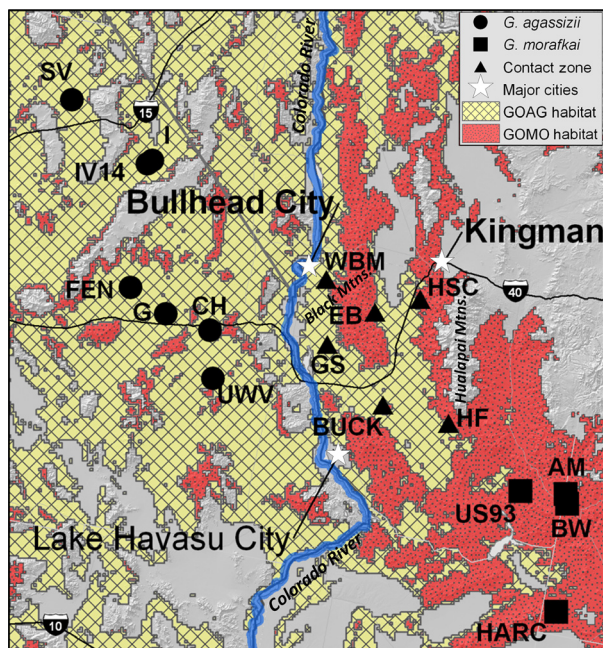 G. agassizii
G. morafkai
Contact zone
Major cities
GOAG habitat
GOMO habitat
Colorado River
SV
15
I
IV14
Bullhead City
Kingman
WBM
Black Mtns.
HSC
40
FEN
G
CH
EB
GS
Hualapai Mtns.
UWV
BUCK
HF
AM
US93
BW
Lake Havasu City
Colorado River
10
HARC